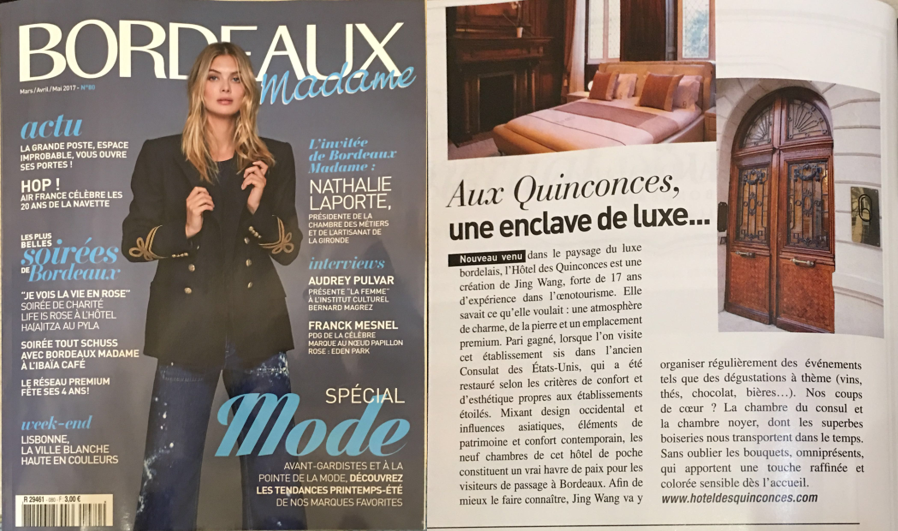 BORDEAUX
Madame
Mars / Avril / Mai 2017 - N°80
actu
LA GRANDE POSTE, ESPACE
IMPROBABLE, VOUS OUVRE
SES PORTES !
HOP !
AIR FRANCE CÉLÈBRE LES
20 ANS DE LA NAVETTE
LES PLUS
BELLES
soirées
DE Bordeaux
"JE VOIS LA VIE EN ROSE"
SOIRÉE DE CHARITÉ
LIFE IS ROSE À L'HÔTEL
HA(A)ITZA AU PYLA
SOIRÉE TOUT SCHUSS
AVEC BORDEAUX MADAME
À L'IBAÏA CAFÉ
LE RÉSEAU PREMIUM
FÊTE SES 4 ANS !
week-end
LISBONNE,
LA VILLE BLANCHE
HAUTE EN COULEURS
L'invitée
de Bordeaux
Madame :
NATHALIE
LAPORTE,
PRÉSIDENTE DE LA
CHAMBRE DES MÉTIERS
ET DE L'ARTISANAT DE
LA GIRONDE
interviews
AUDREY PULVAR
PRÉSENTE "LA FEMME"
À L'INSTITUT CULTUREL
BERNARD MAGREZ
FRANCK MESNEL
PDG DE LA CÉLÈBRE
MARQUE AU NŒUD PAPILLON
ROSE : EDEN PARK
SPÉCIAL
Mode
AVANT-GARDISTES ET À LA
POINTE DE LA MODE, DÉCOUVREZ
LES TENDANCES PRINTEMPS-ÉTÉ
DE NOS MARQUES FAVORITES
R 29461 - 080 - F 3,00 €
Aux Quinconces,
une enclave de luxe...
Nouveau venu dans le paysage du luxe
bordelais, l'Hôtel des Quinconces est une
création de Jing Wang, forte de 17 ans
d'expérience dans l'œnotourisme. Elle
savait ce qu'elle voulait : une atmosphère
de charme, de la pierre et un emplacement
premium. Pari gagné, lorsque l'on visite
cet établissement sis dans l'ancien
Consulat des États-Unis, qui a été
restauré selon les critères de confort et
d'esthétique propres aux établissements
étoilés. Mixant design occidental et
influences asiatiques, éléments de
patrimoine et confort contemporain, les
neuf chambres de cet hôtel de poche
constituent un vrai havre de paix pour les
visiteurs de passage à Bordeaux. Afin de
mieux le faire connaître, Jing Wang va y
organiser régulièrement des événements
tels que des dégustations à thème (vins,
thés, chocolat, bières…). Nos coups
de cœur ? La chambre du consul et
la chambre noyer, dont les superbes
boiseries nous transportent dans le temps.
Sans oublier les bouquets, omniprésents,
qui apportent une touche raffinée et
colorée sensible dès l'accueil.
www.hoteldesquinconces.com